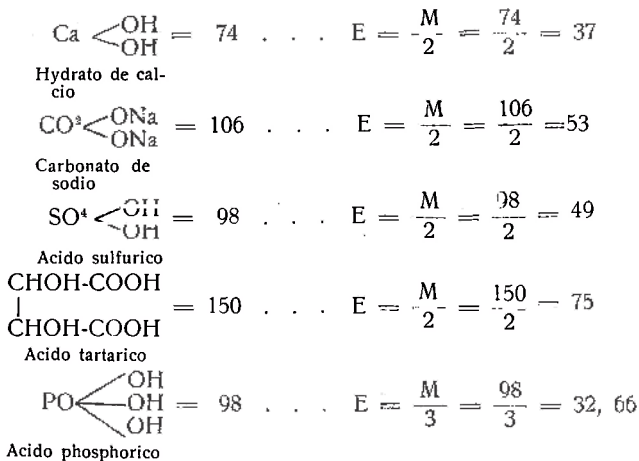 Ca < OH OH = 74 . . . E = M/2 = 74/2 = 37
Hydrato de cal-
cio
CO² < ONa ONa = 106 . . . E = M/2 = 106/2 = 53
Carbonato de
sodio
SO⁴ < OH OH = 98 . . . E = M/2 = 98/2 = 49
Acido sulfurico
CHOH-COOH
| = 150 . . . E = M/2 = 150/2 = 75
CHOH-COOH
Acido tartarico
PO < OH OH OH = 98 . . . E = M/3 = 98/3 = 32, 66
Acido phosphorico